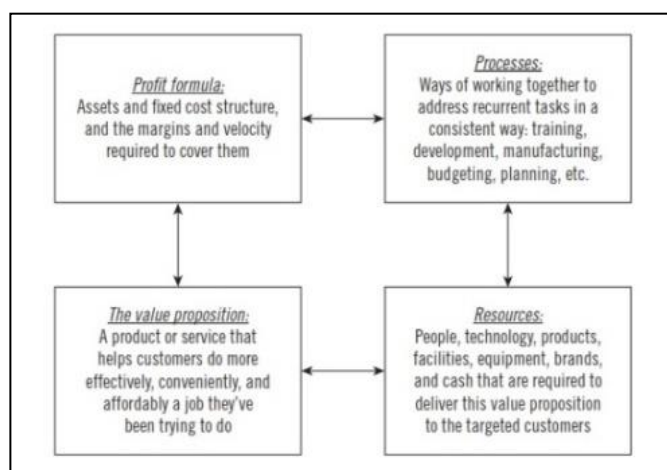 Profit formula:
Assets and fixed cost structure,
and the margins and velocity
required to cover them
Processes:
Ways of working together to
address recurrent tasks in a
consistent way: training,
development, manufacturing,
budgeting, planning, etc.
The value proposition:
A product or service that
helps customers do more
effectively, conveniently, and
affordably a job they've
been trying to do
Resources:
People, technology, products,
facilities, equipment, brands,
and cash that are required to
deliver this value proposition
to the targeted customers